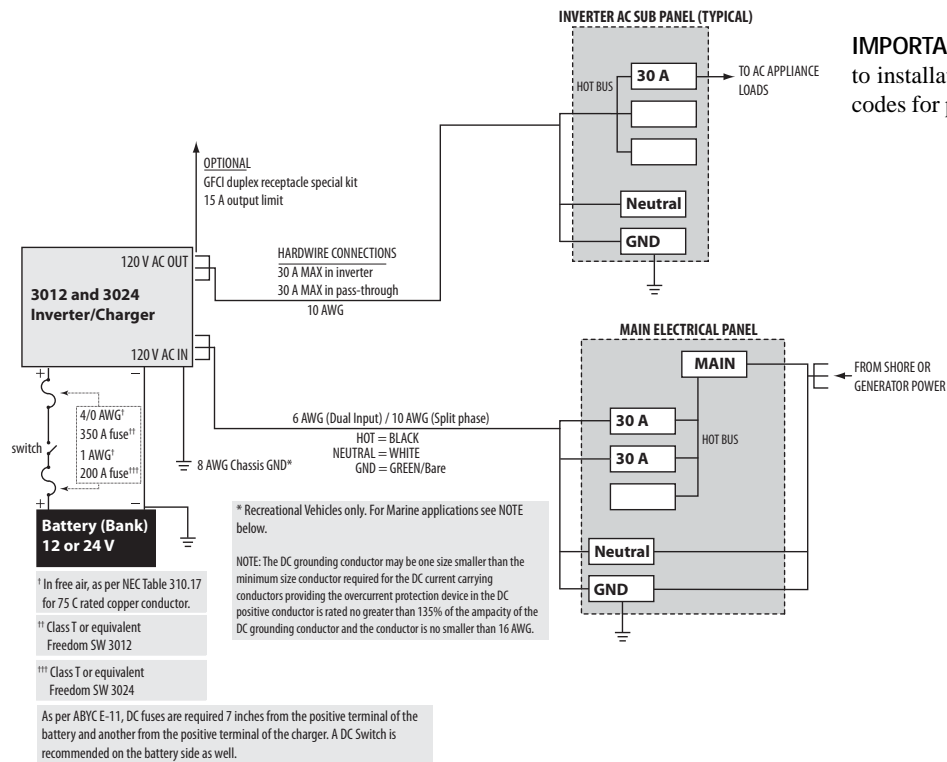 INVERTER AC SUB PANEL (TYPICAL)
HOT BUS
30 A
TO AC APPLIANCE
LOADS
Neutral
GND
IMPORTA
to installa
codes for p
OPTIONAL
GFCI duplex receptacle special kit
15 A output limit
HARDWIRE CONNECTIONS
30 A MAX in inverter
30 A MAX in pass-through
10 AWG
120 V AC OUT
3012 and 3024
Inverter/Charger
120 V AC IN
+ −
MAIN ELECTRICAL PANEL
MAIN
FROM SHORE OR
GENERATOR POWER
30 A
HOT BUS
30 A
Neutral
GND
6 AWG (Dual Input) / 10 AWG (Split phase)
HOT = BLACK
NEUTRAL = WHITE
GND = GREEN/Bare
4/0 AWG†
350 A fuse††
switch
1 AWG†
200 A fuse†††
8 AWG Chassis GND*
+ −
Battery (Bank)
12 or 24 V
* Recreational Vehicles only. For Marine applications see NOTE
below.
NOTE: The DC grounding conductor may be one size smaller than the
minimum size conductor required for the DC current carrying
conductors providing the overcurrent protection device in the DC
positive conductor is rated no greater than 135% of the ampacity of the
DC grounding conductor and the conductor is no smaller than 16 AWG.
† In free air, as per NEC Table 310.17
for 75 C rated copper conductor.
†† Class T or equivalent
Freedom SW 3012
††† Class T or equivalent
Freedom SW 3024
As per ABYC E-11, DC fuses are required 7 inches from the positive terminal of the
battery and another from the positive terminal of the charger. A DC Switch is
recommended on the battery side as well.